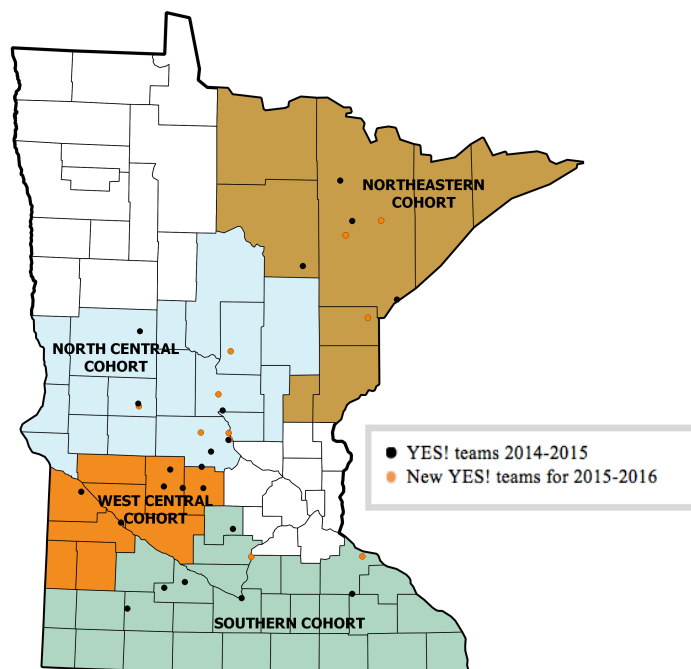 NORTHEASTERN
COHORT
NORTH CENTRAL
COHORT
YES! teams 2014-2015
New YES! teams for 2015-2016
WEST CENTRAL
COHORT
SOUTHERN COHORT